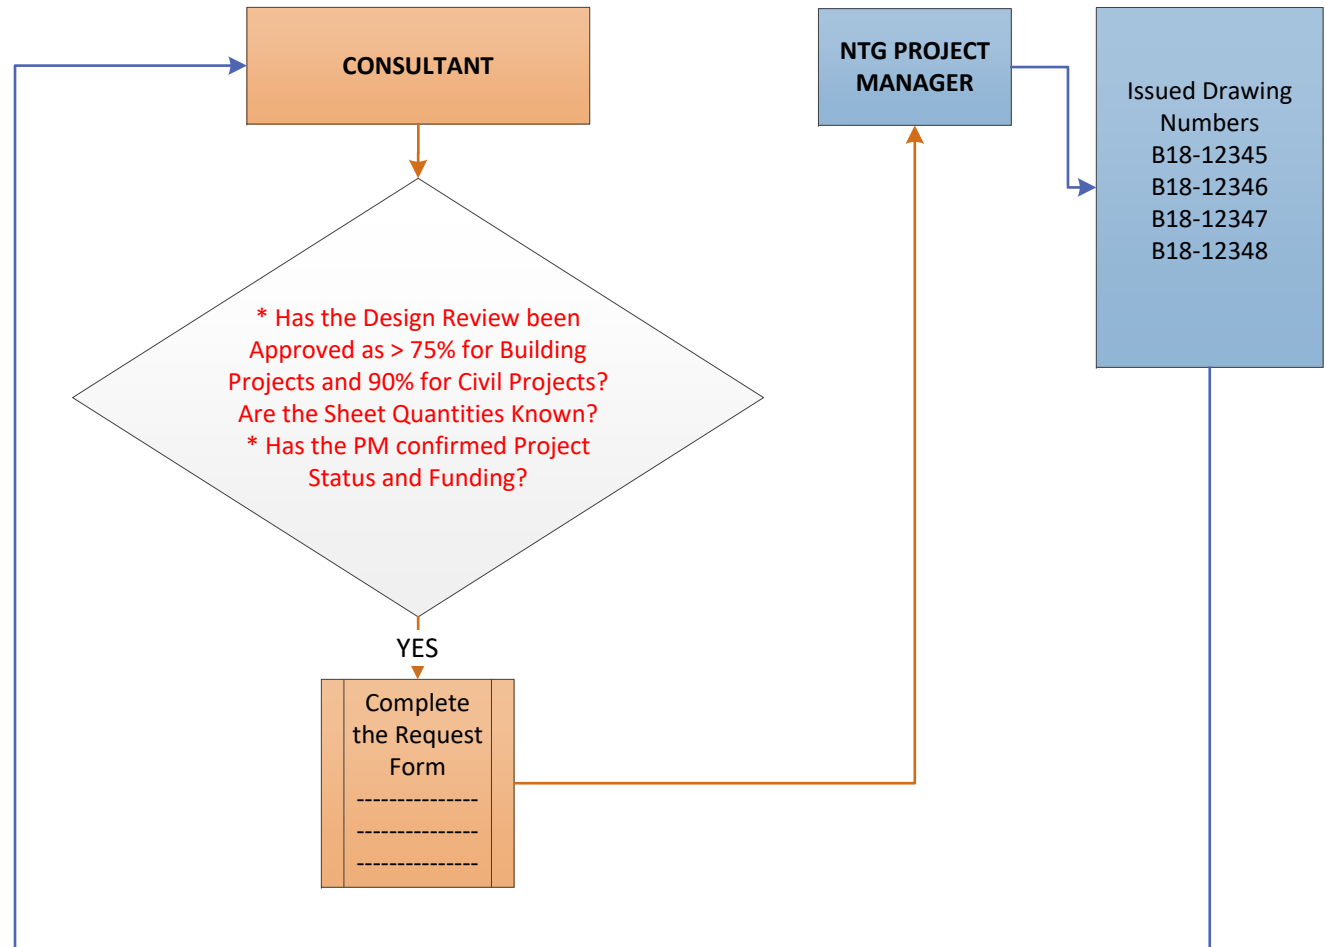 CONSULTANT
NTG PROJECT
MANAGER
Issued Drawing
Numbers
B18-12345
B18-12346
B18-12347
B18-12348
* Has the Design Review been
Approved as > 75% for Building
Projects and 90% for Civil Projects?
Are the Sheet Quantities Known?
* Has the PM confirmed Project
Status and Funding?
YES
Complete
the Request
Form
---------------
---------------
---------------